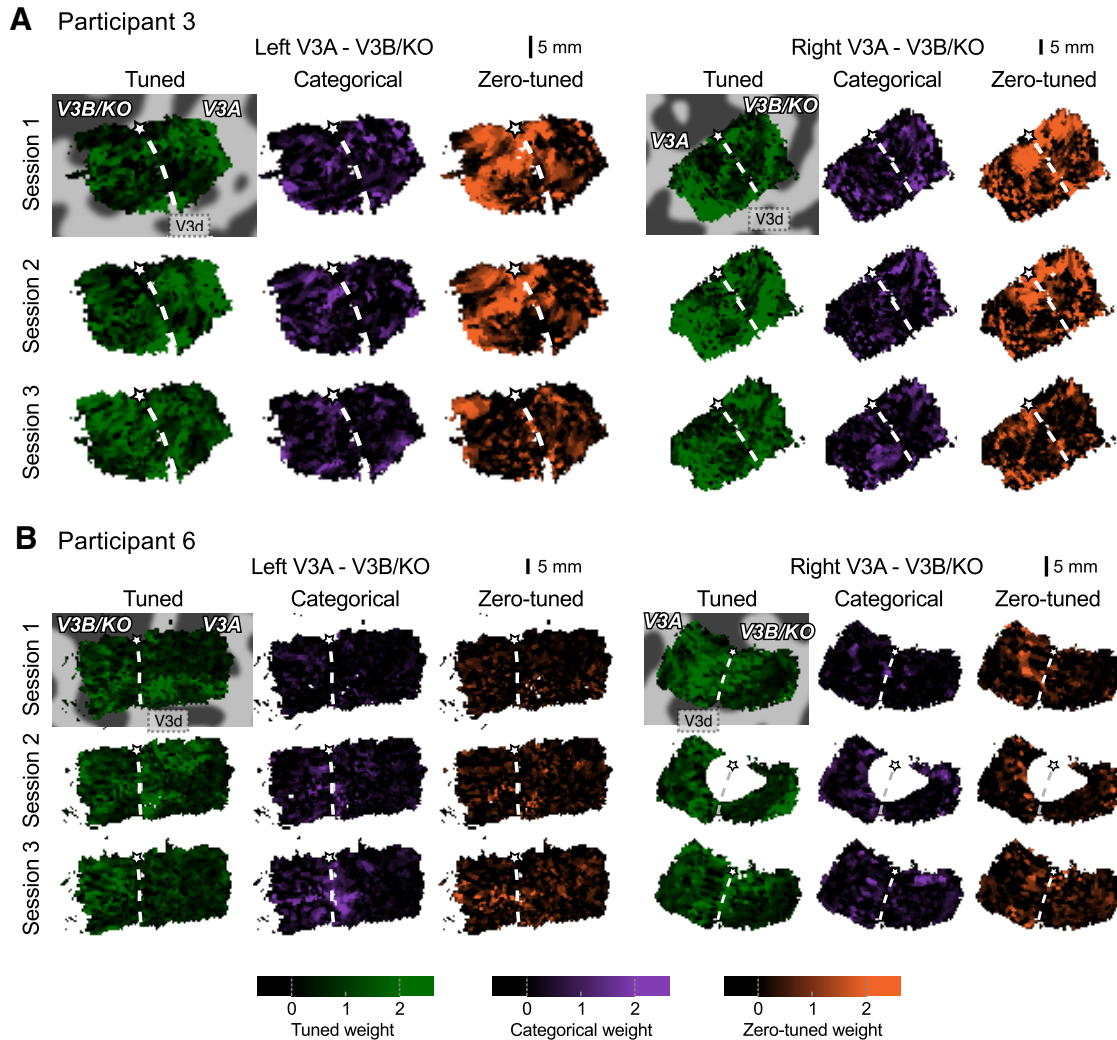 A Participant 3
Left V3A - V3B/KO 5 mm Right V3A - V3B/KO 5 mm
Tuned Categorical Zero-tuned Tuned Categorical Zero-tuned
Session 1
V3B/KO V3A V3B/KO
V3A
V3d V3d
Session 2
Session 3
B Participant 6
Left V3A - V3B/KO 5 mm Right V3A - V3B/KO 5 mm
Tuned Categorical Zero-tuned Tuned Categorical Zero-tuned
Session 1
V3B/KO V3A V3A V3B/KO
V3d V3d
Session 2
Session 3
0 1 2 0 1 2 0 1 2
Tuned weight Categorical weight Zero-tuned weight